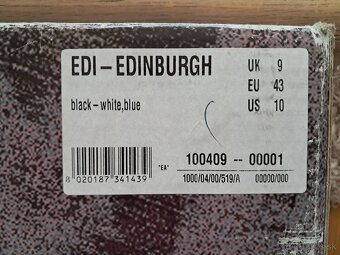 EDI-EDINBURGH
UK 9
EU 43
US 10
black-white,blue
100409 -- 00001
"EA"
0 020187 341439
1000/04/00/519/A 00000/000